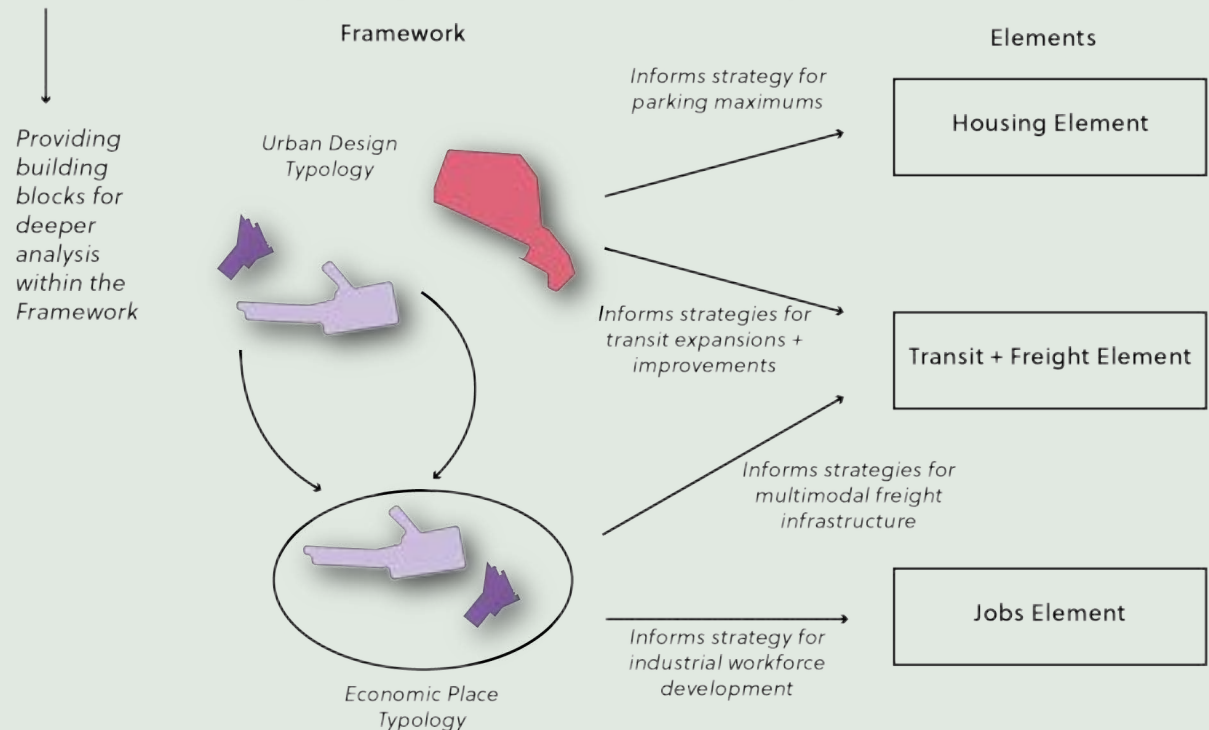 Framework
Elements
Providing
building
blocks for
deeper
analysis
within the
Framework
Urban Design
Typology
Informs strategy for
parking maximums
Housing Element
Informs strategies for
transit expansions +
improvements
Transit + Freight Element
Informs strategies for
multimodal freight
infrastructure
Jobs Element
Informs strategy for
industrial workforce
development
Economic Place
Typology